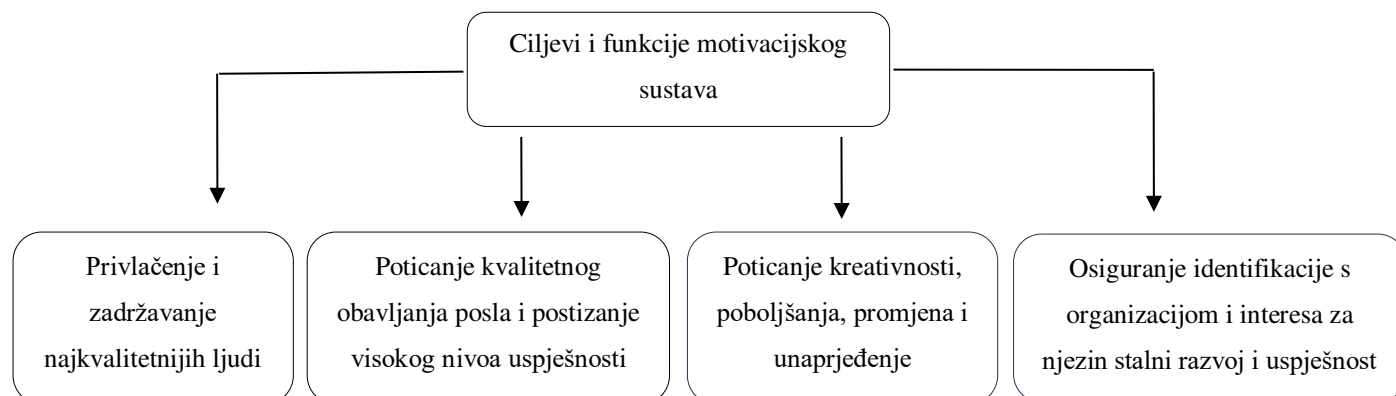 Ciljevi i funkcije motivacijskog
sustava
Privlačenje i
zadržavanje
najkvalitetnijih ljudi
Poticanje kvalitetnog
obavljanja posla i postizanje
visokog nivoa uspješnosti
Poticanje kreativnosti,
poboljšanja, promjena i
unaprjeđenje
Osiguranje identifikacije s
organizacijom i interesa za
njezin stalni razvoj i uspješnost